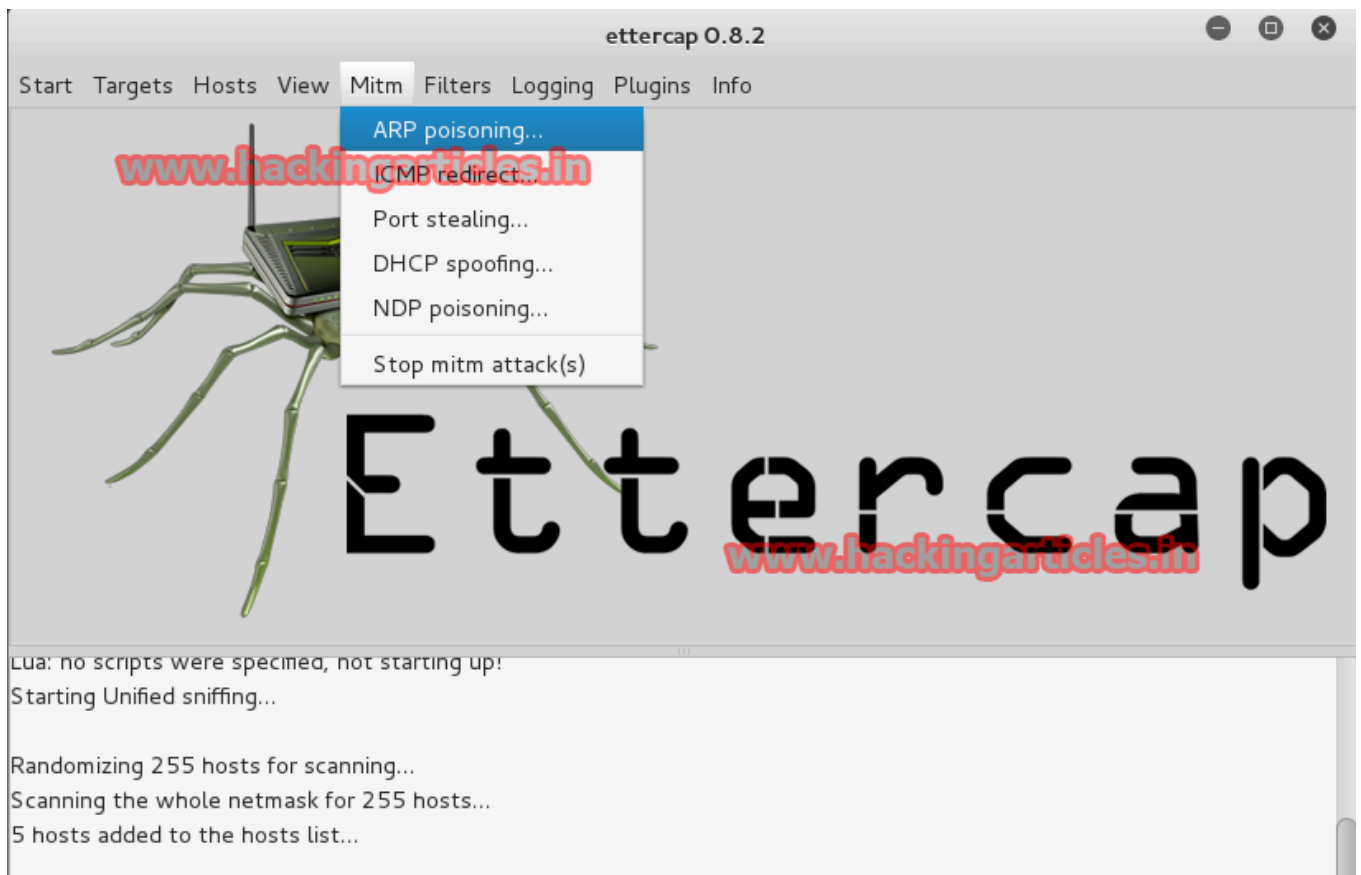 ettercap 0.8.2
Start Targets Hosts View Mitm Filters Logging Plugins Info
ARP poisoning...
www.hackingarticles.in
ICMP redirect...
Port stealing...
DHCP spoofing...
NDP poisoning...
Stop mitm attack(s)
Ettercap
www.hackingarticles.in
Lua: no scripts were specified, not starting up!
Starting Unified sniffing...
Randomizing 255 hosts for scanning...
Scanning the whole netmask for 255 hosts...
5 hosts added to the hosts list...